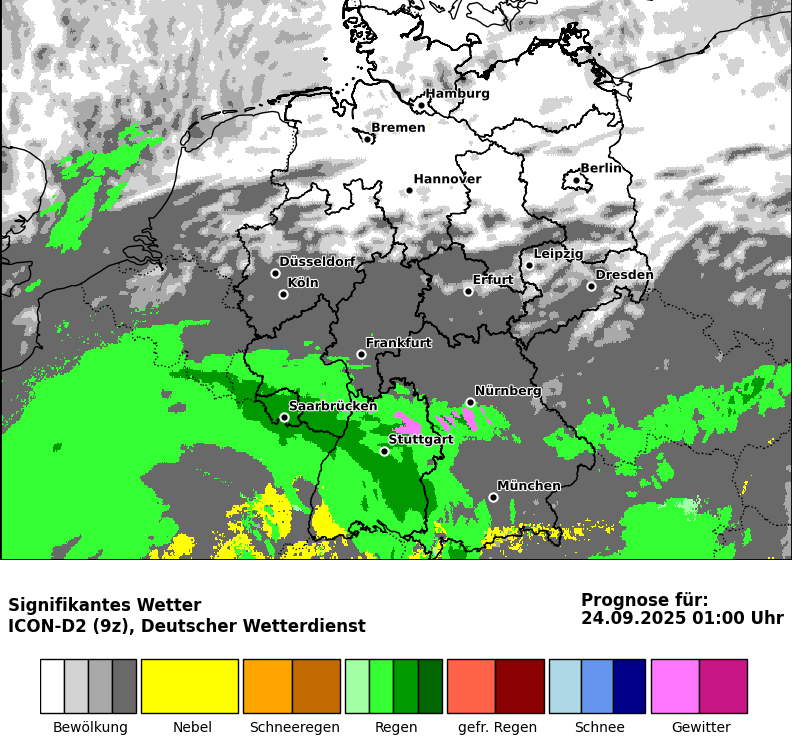 Hamburg
Bremen
Berlin
Hannover
Leipzig
Düsseldorf
Dresden
Köln
Erfurt
Frankfurt
Nürnberg
Saarbrücken
Stuttgart
München
Signifikantes Wetter
ICON-D2 (9z), Deutscher Wetterdienst
Prognose für:
24.09.2025 01:00 Uhr
Bewölkung Nebel Schneeregen Regen gefr. Regen Schnee Gewitter